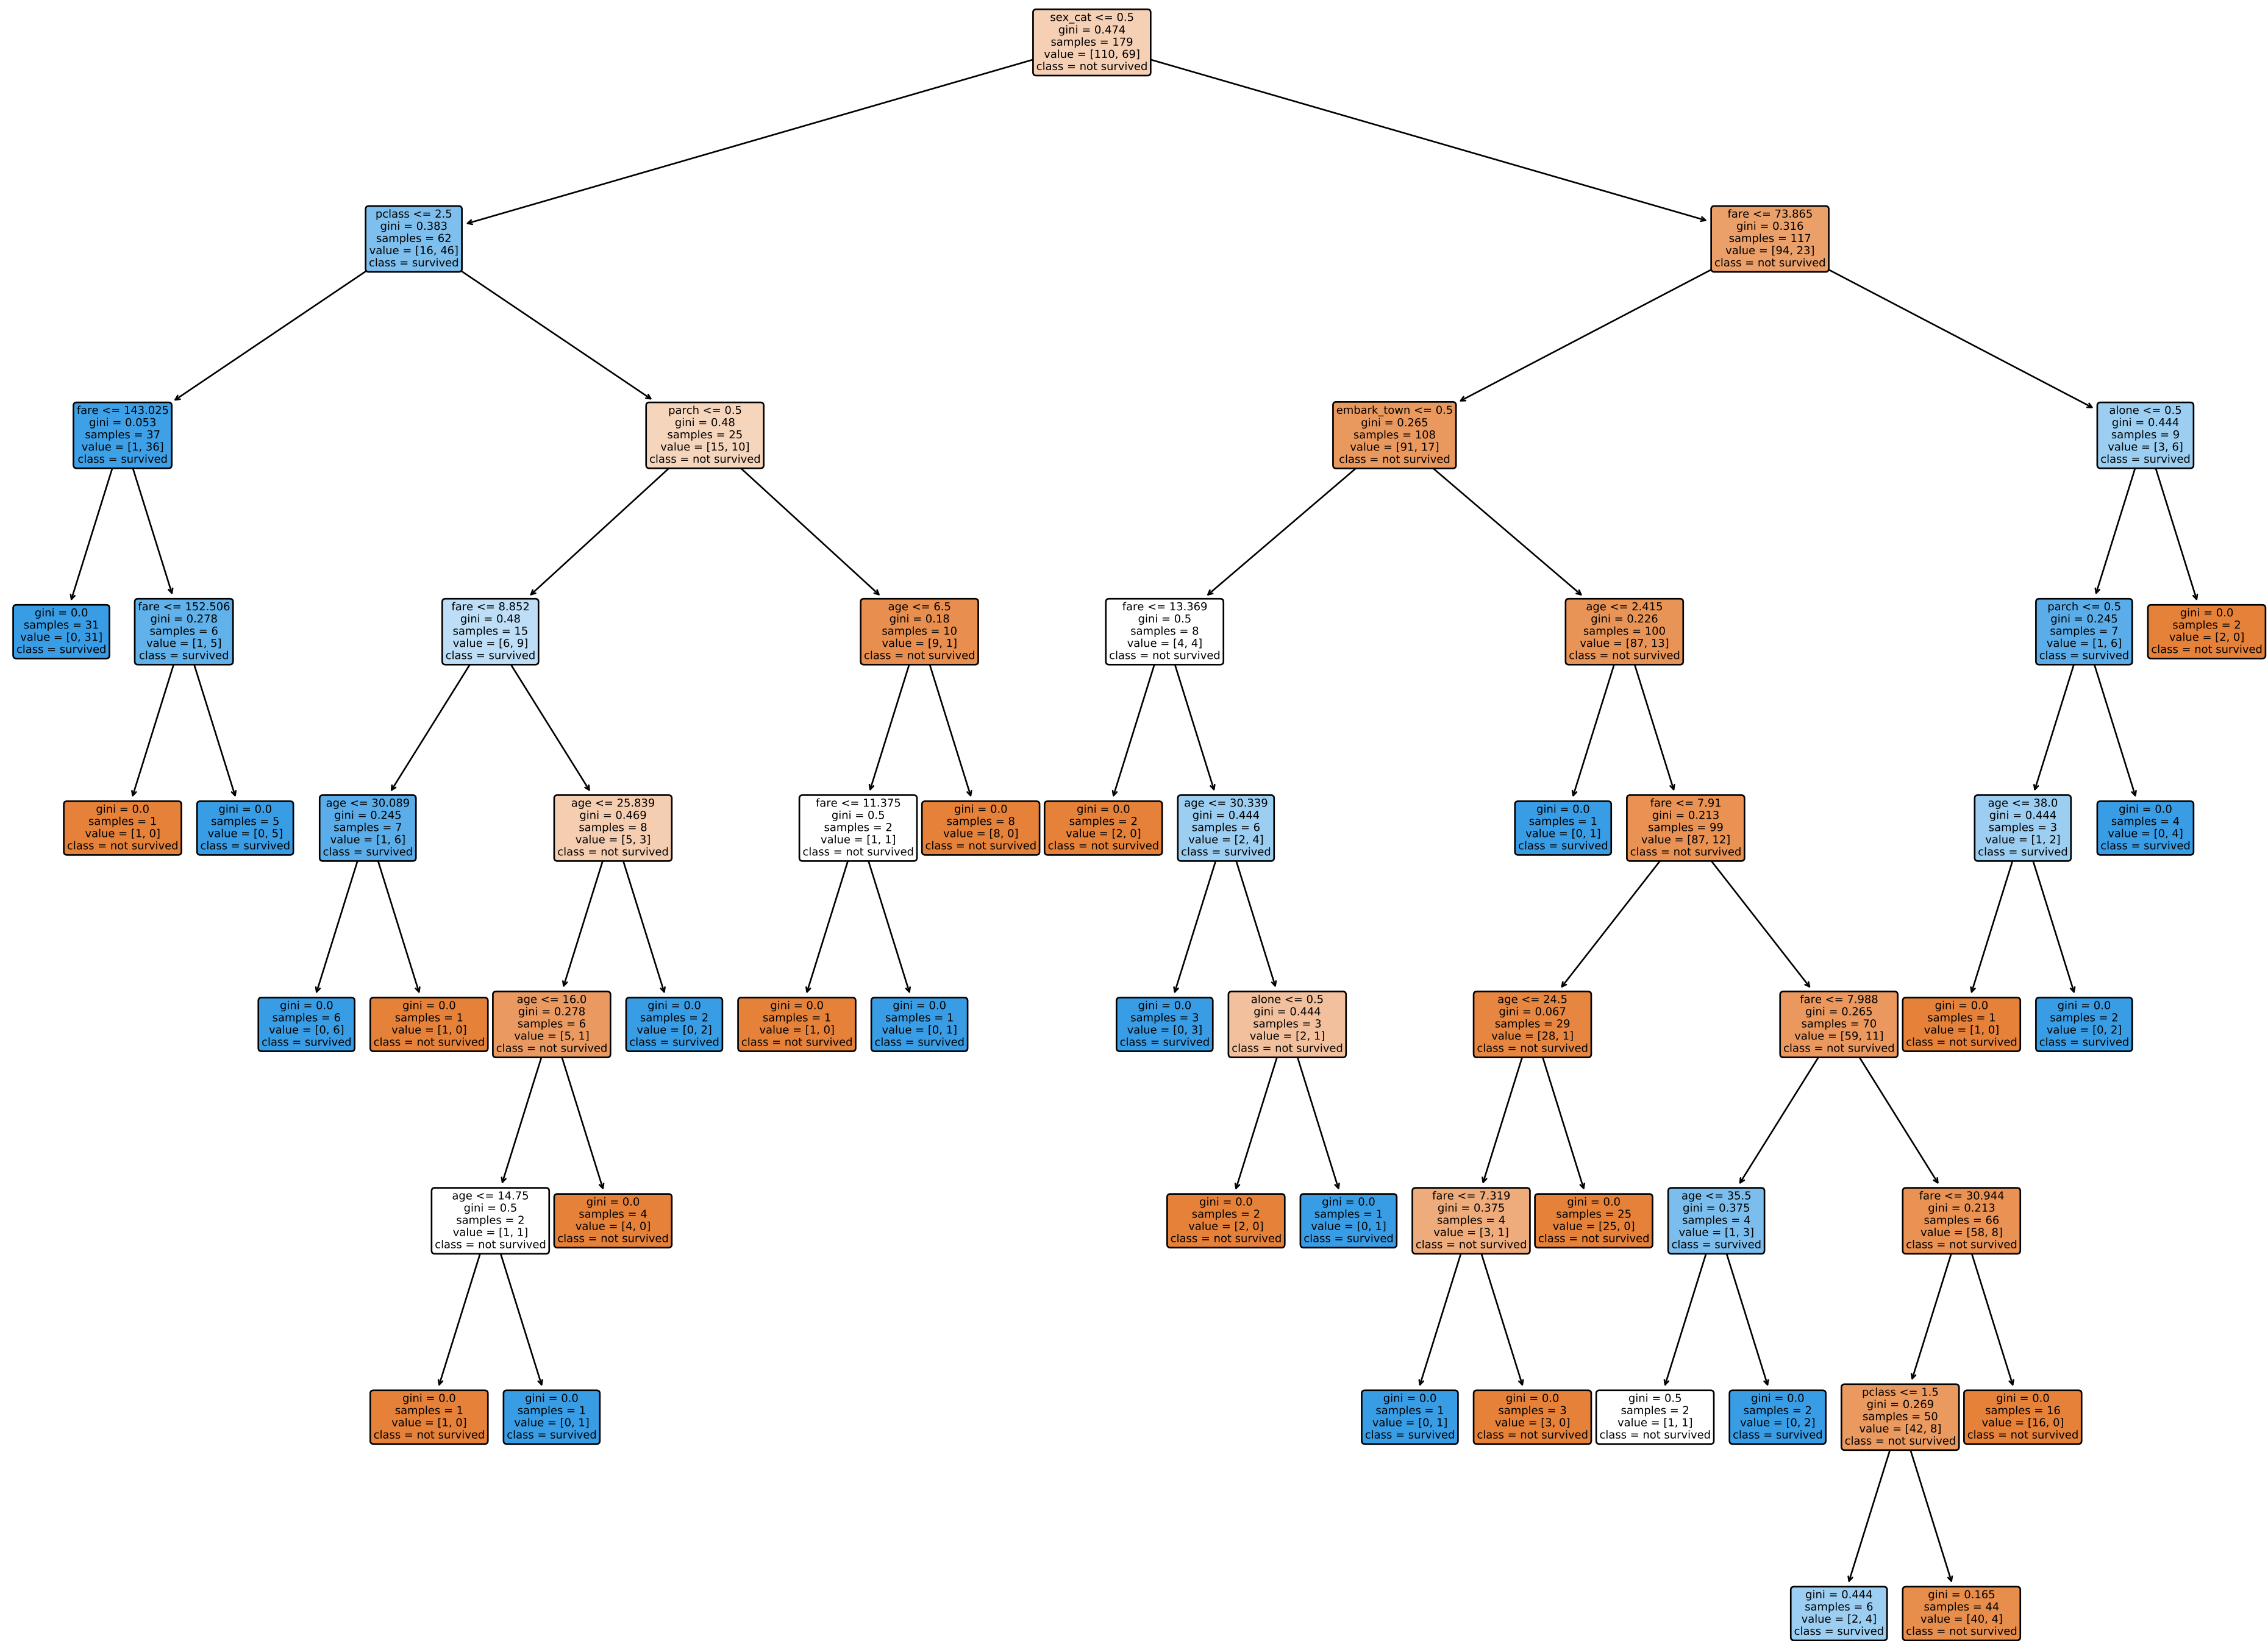 sex_cat <= 0.5
gini = 0.474
samples = 179
value = [110, 69]
class = not survived
pclass <= 2.5
gini = 0.383
samples = 62
value = [16, 46]
class = survived
fare <= 73.865
gini = 0.316
samples = 117
value = [94, 23]
class = not survived
fare <= 143.025
gini = 0.053
samples = 37
value = [1, 36]
class = survived
parch <= 0.5
gini = 0.48
samples = 25
value = [15, 10]
class = not survived
embark_town <= 0.5
gini = 0.265
samples = 108
value = [91, 17]
class = not survived
alone <= 0.5
gini = 0.444
samples = 9
value = [3, 6]
class = survived
gini = 0.0
samples = 31
value = [0, 31]
class = survived
fare <= 152.506
gini = 0.278
samples = 6
value = [1, 5]
class = survived
fare <= 8.852
gini = 0.48
samples = 15
value = [6, 9]
class = survived
age <= 6.5
gini = 0.18
samples = 10
value = [9, 1]
class = not survived
fare <= 13.369
gini = 0.5
samples = 8
value = [4, 4]
class = not survived
age <= 2.415
gini = 0.226
samples = 100
value = [87, 13]
class = not survived
parch <= 0.5
gini = 0.245
samples = 7
value = [1, 6]
class = survived
gini = 0.0
samples = 2
value = [2, 0]
class = not survived
gini = 0.0
samples = 1
value = [1, 0]
class = not survived
gini = 0.0
samples = 5
value = [0, 5]
class = survived
age <= 30.089
gini = 0.245
samples = 7
value = [1, 6]
class = survived
age <= 25.839
gini = 0.469
samples = 8
value = [5, 3]
class = not survived
fare <= 11.375
gini = 0.5
samples = 2
value = [1, 1]
class = not survived
gini = 0.0
samples = 8
value = [8, 0]
class = not survived
gini = 0.0
samples = 2
value = [2, 0]
class = not survived
age <= 30.339
gini = 0.444
samples = 6
value = [2, 4]
class = survived
gini = 0.0
samples = 1
value = [0, 1]
class = survived
fare <= 7.91
gini = 0.213
samples = 99
value = [87, 12]
class = not survived
age <= 38.0
gini = 0.444
samples = 3
value = [1, 2]
class = survived
gini = 0.0
samples = 4
value = [0, 4]
class = survived
gini = 0.0
samples = 6
value = [0, 6]
class = survived
gini = 0.0
samples = 1
value = [1, 0]
class = not survived
age <= 16.0
gini = 0.278
samples = 6
value = [5, 1]
class = not survived
gini = 0.0
samples = 2
value = [0, 2]
class = survived
gini = 0.0
samples = 1
value = [1, 0]
class = not survived
gini = 0.0
samples = 1
value = [0, 1]
class = survived
gini = 0.0
samples = 3
value = [0, 3]
class = survived
alone <= 0.5
gini = 0.444
samples = 3
value = [2, 1]
class = not survived
age <= 24.5
gini = 0.067
samples = 29
value = [28, 1]
class = not survived
fare <= 7.988
gini = 0.265
samples = 70
value = [59, 11]
class = not survived
gini = 0.0
samples = 1
value = [1, 0]
class = not survived
gini = 0.0
samples = 2
value = [0, 2]
class = survived
age <= 14.75
gini = 0.5
samples = 2
value = [1, 1]
class = not survived
gini = 0.0
samples = 4
value = [4, 0]
class = not survived
gini = 0.0
samples = 2
value = [2, 0]
class = not survived
gini = 0.0
samples = 1
value = [0, 1]
class = survived
fare <= 7.319
gini = 0.375
samples = 4
value = [3, 1]
class = not survived
gini = 0.0
samples = 25
value = [25, 0]
class = not survived
age <= 35.5
gini = 0.375
samples = 4
value = [1, 3]
class = survived
fare <= 30.944
gini = 0.213
samples = 66
value = [58, 8]
class = not survived
gini = 0.0
samples = 1
value = [1, 0]
class = not survived
gini = 0.0
samples = 1
value = [0, 1]
class = survived
gini = 0.0
samples = 1
value = [0, 1]
class = survived
gini = 0.0
samples = 3
value = [3, 0]
class = not survived
gini = 0.5
samples = 2
value = [1, 1]
class = not survived
gini = 0.0
samples = 2
value = [0, 2]
class = survived
pclass <= 1.5
gini = 0.269
samples = 50
value = [42, 8]
class = not survived
gini = 0.0
samples = 16
value = [16, 0]
class = not survived
gini = 0.444
samples = 6
value = [2, 4]
class = survived
gini = 0.165
samples = 44
value = [40, 4]
class = not survived